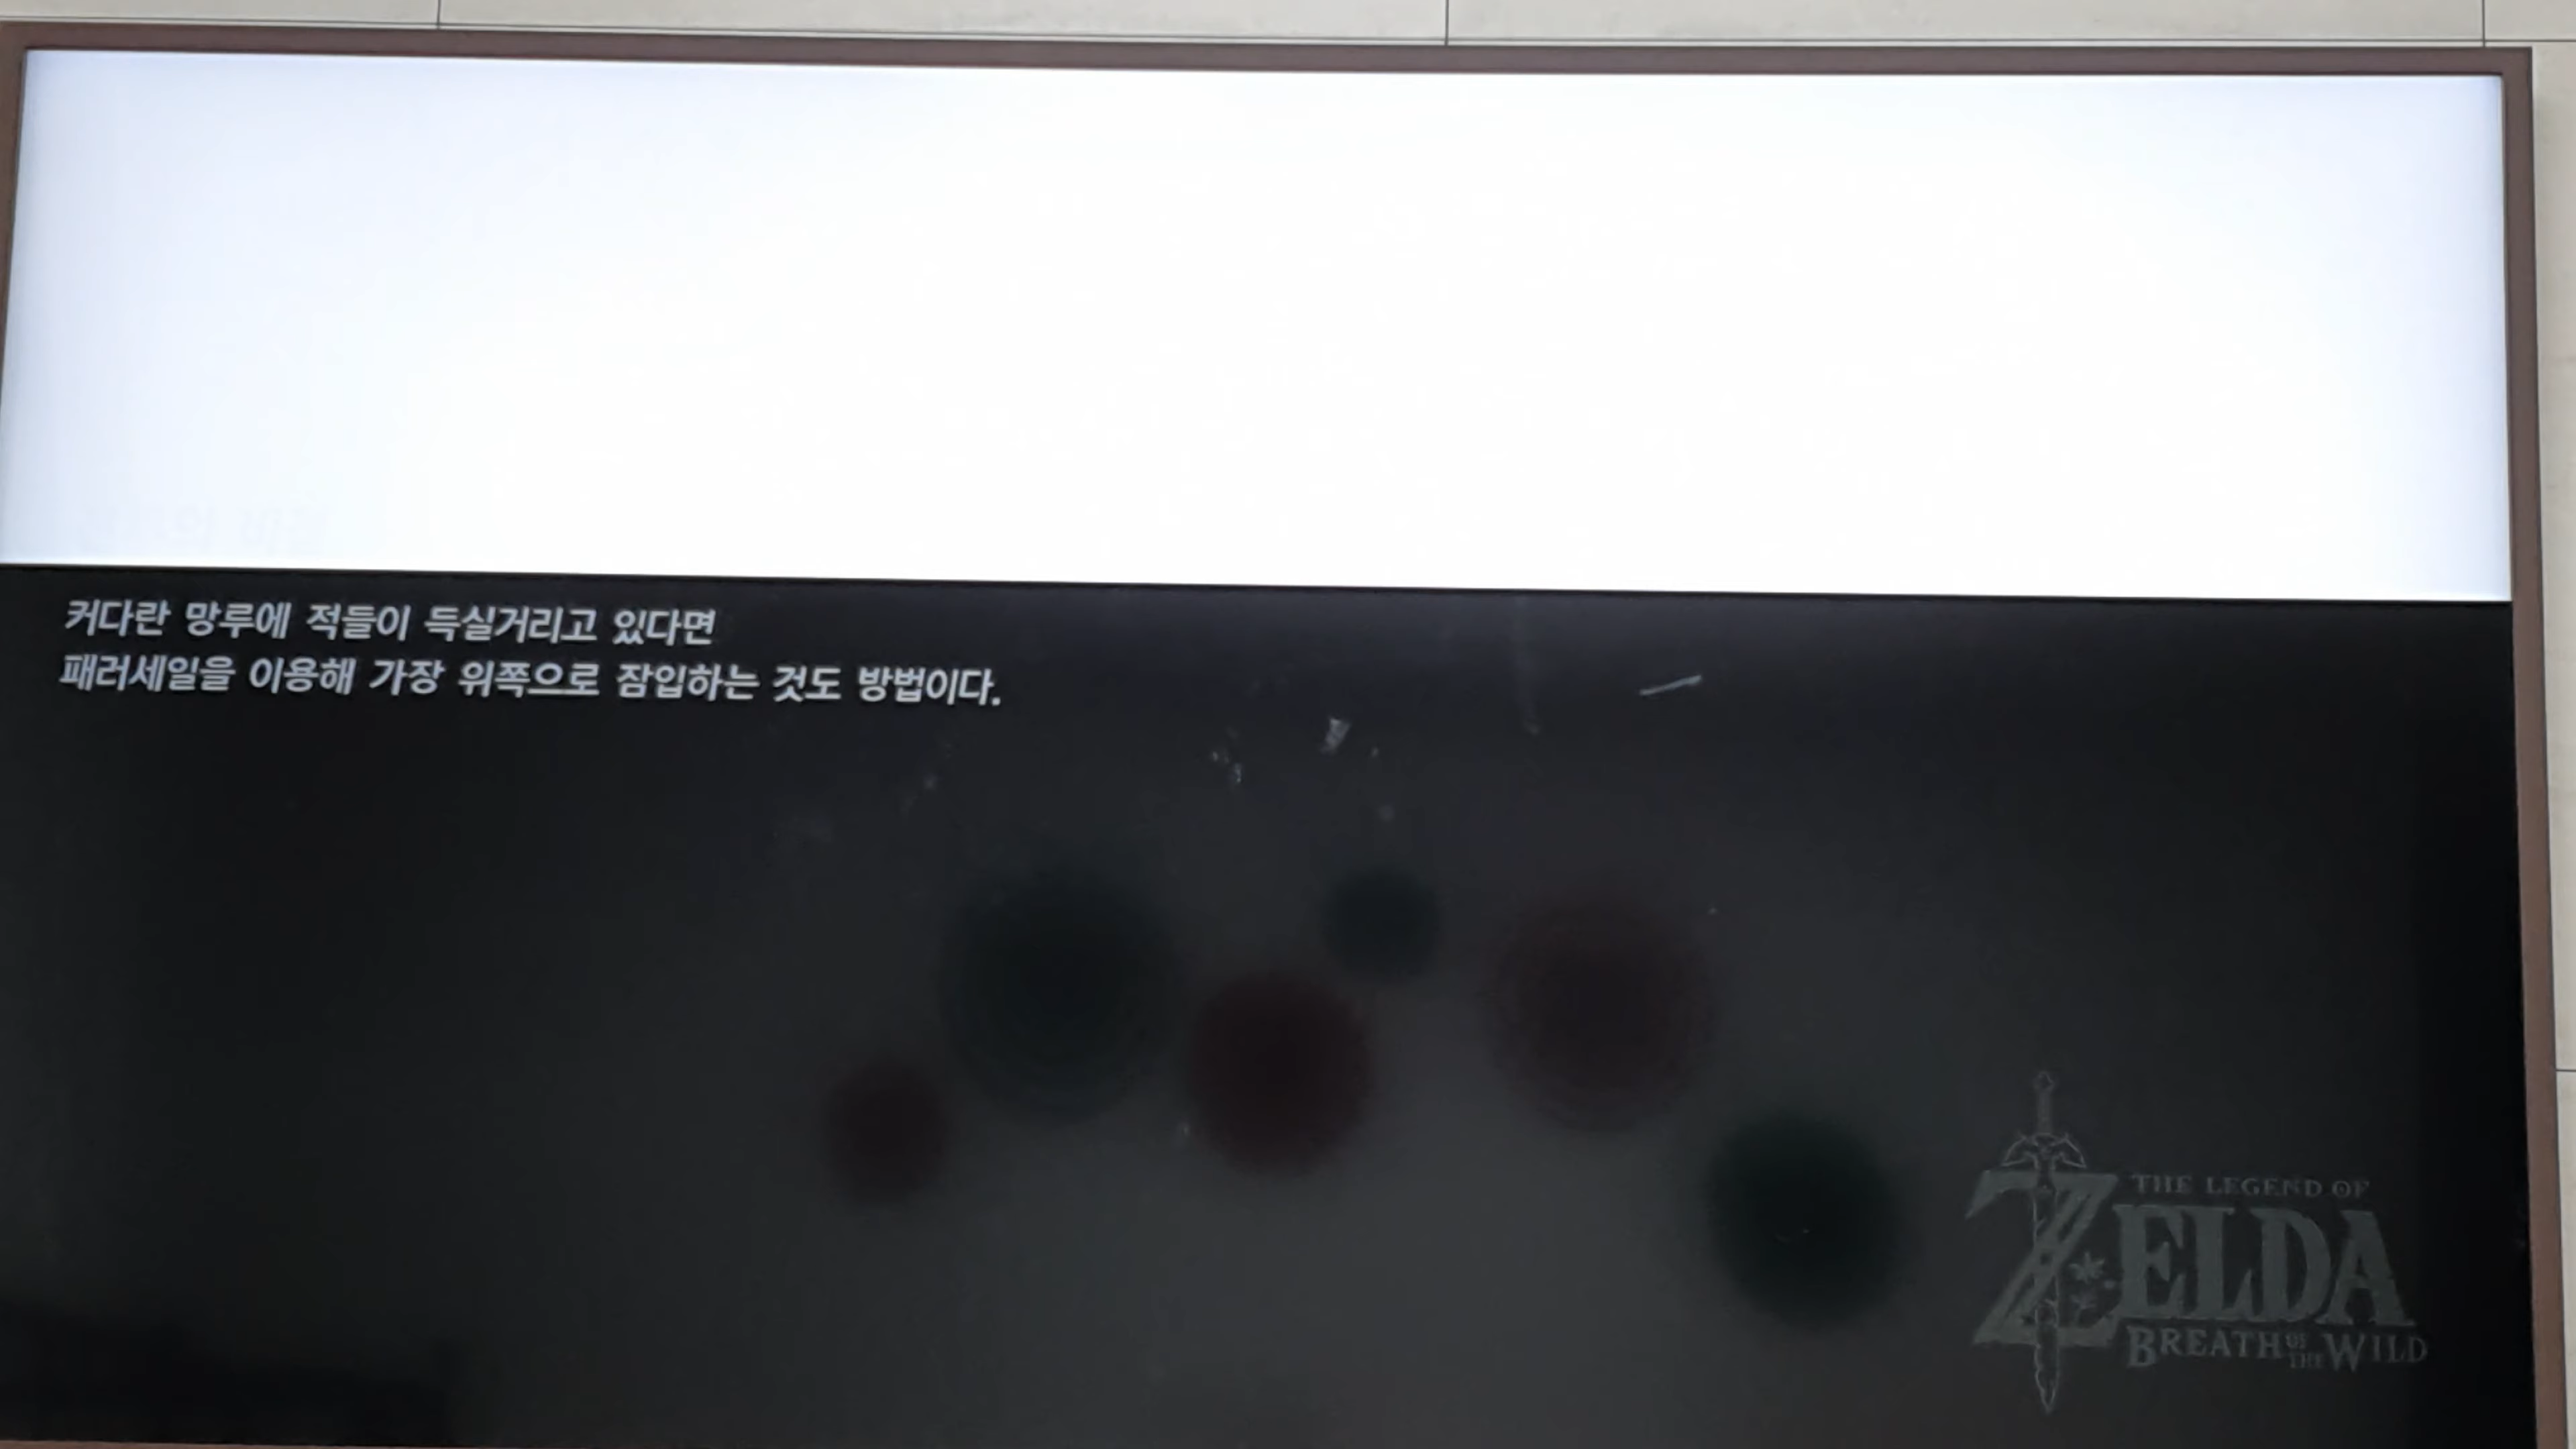 커다란 망루에 적들이 득실거리고 있다면
패러세일을 이용해 가장 위쪽으로 잠입하는 것도 방법이다.
THE LEGEND OF
ZELDA
BREATH OF THE WILD